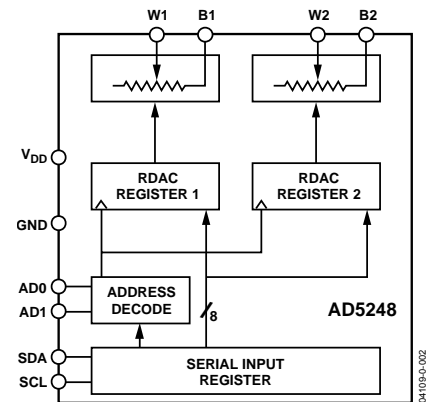 W1 B1 W2 B2
V_DD
RDAC
REGISTER 1
RDAC
REGISTER 2
GND
AD0
AD1
ADDRESS
DECODE
8
AD5248
SDA
SCL
SERIAL INPUT
REGISTER
04109-0-002